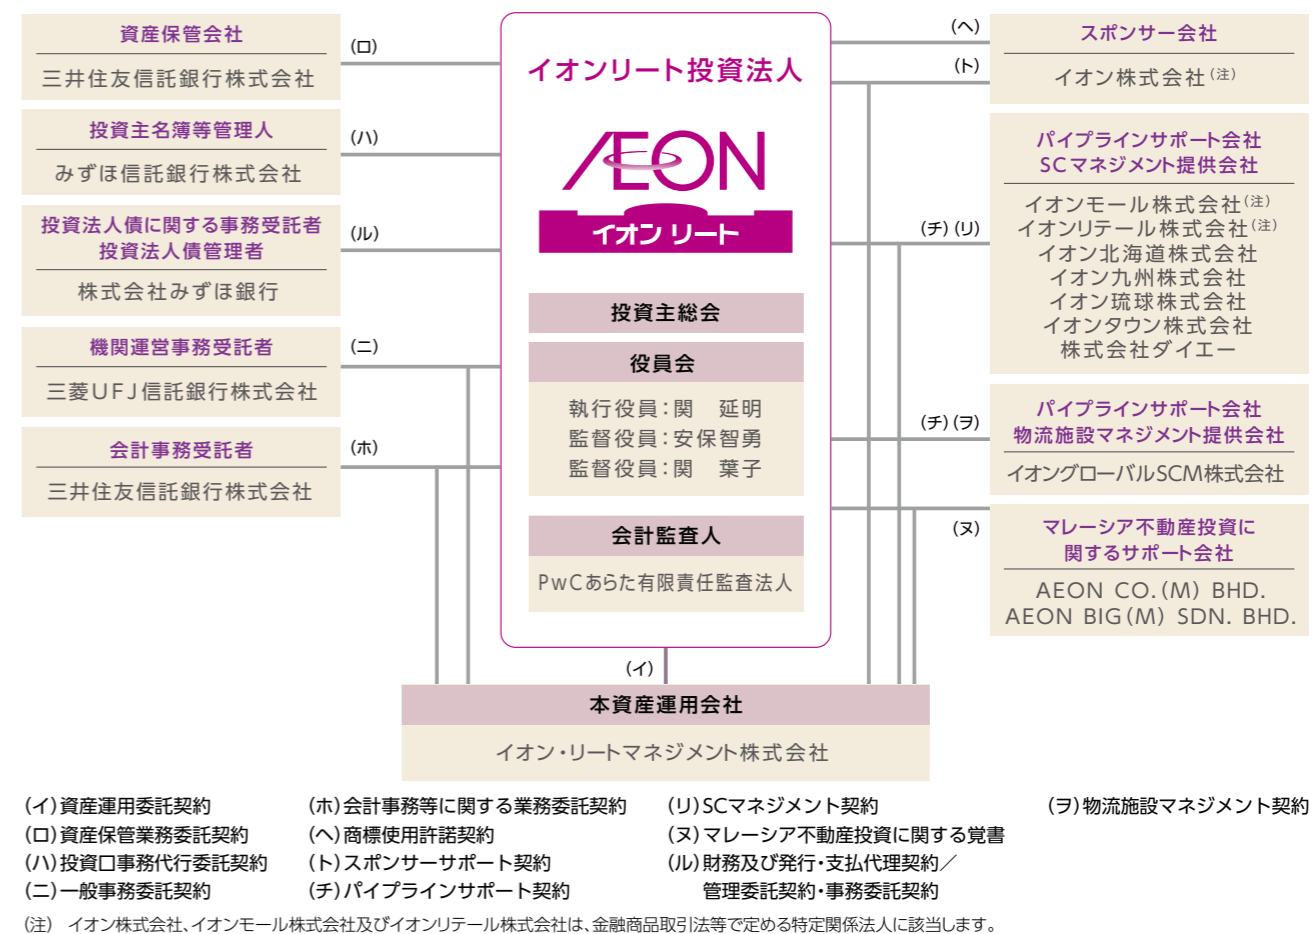 資産保管会社
三井住友信託銀行株式会社
(ロ)
投資主名簿等管理人
みずほ信託銀行株式会社
(ハ)
投資法人債に関する事務受託者
投資法人債管理者
株式会社みずほ銀行
(ル)
機関運営事務受託者
三菱UFJ信託銀行株式会社
(ニ)
会計事務受託者
三井住友信託銀行株式会社
(ホ)
イオンリート投資法人
AEON
イオン リート
投資主総会
役員会
執行役員：関　延明
監督役員：安保智勇
監督役員：関　葉子
会計監査人
PwCあらた有限責任監査法人
(ヘ)
(ト)
スポンサー会社
イオン株式会社(注)
(チ)(リ)
パイプラインサポート会社
SCマネジメント提供会社
イオンモール株式会社(注)
イオンリテール株式会社(注)
イオン北海道株式会社
イオン九州株式会社
イオン琉球株式会社
イオンタウン株式会社
株式会社ダイエー
(チ)(ヲ)
パイプラインサポート会社
物流施設マネジメント提供会社
イオングローバルSCM株式会社
(ヌ)
マレーシア不動産投資に
関するサポート会社
AEON CO.(M) BHD.
AEON BIG(M) SDN. BHD.
(イ)
本資産運用会社
イオン・リートマネジメント株式会社
(イ)資産運用委託契約
(ロ)資産保管業務委託契約
(ハ)投資口事務代行委託契約
(ニ)一般事務委託契約
(ホ)会計事務等に関する業務委託契約
(ヘ)商標使用許諾契約
(ト)スポンサーサポート契約
(チ)パイプラインサポート契約
(リ)SCマネジメント契約
(ヌ)マレーシア不動産投資に関する覚書
(ル)財務及び発行・支払代理契約／
管理委託契約・事務委託契約
(ヲ)物流施設マネジメント契約
(注)　イオン株式会社、イオンモール株式会社及びイオンリテール株式会社は、金融商品取引法等で定める特定関係法人に該当します。